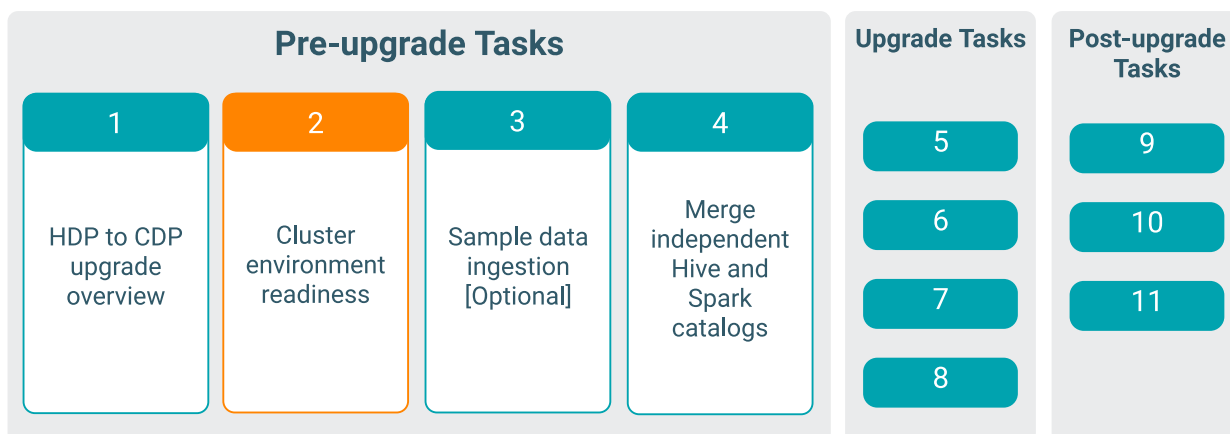 Pre-upgrade Tasks
1
HDP to CDP
upgrade
overview
2
Cluster
environment
readiness
3
Sample data
ingestion
[Optional]
4
Merge
independent
Hive and
Spark
catalogs
Upgrade Tasks
5
6
7
8
Post-upgrade
Tasks
9
10
11